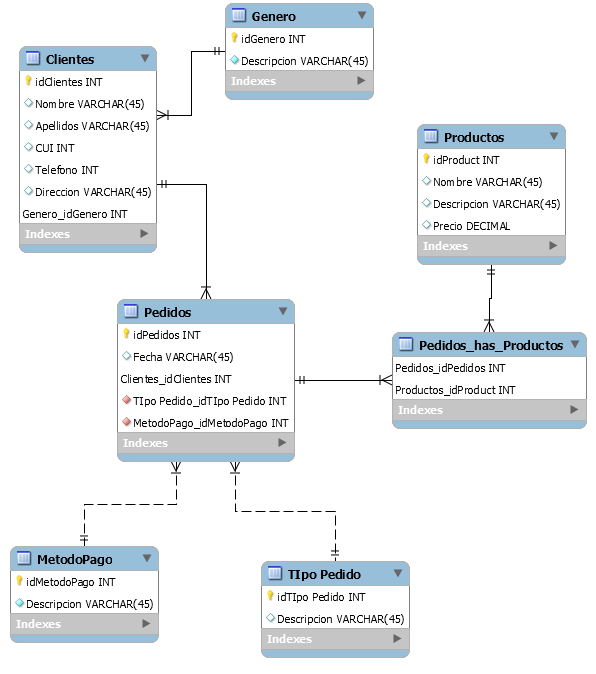 Genero
idGenero INT
Descripcion VARCHAR(45)
Indexes
Clientes
idClientes INT
Nombre VARCHAR(45)
Apellidos VARCHAR(45)
CUI INT
Telefono INT
Direccion VARCHAR(45)
Genero_idGenero INT
Indexes
Productos
idProduct INT
Nombre VARCHAR(45)
Descripcion VARCHAR(45)
Precio DECIMAL
Indexes
Pedidos
idPedidos INT
Fecha VARCHAR(45)
Clientes_idClientes INT
TIpo Pedido_idTIpo Pedido INT
MetodoPago_idMetodoPago INT
Indexes
Pedidos_has_Productos
Pedidos_idPedidos INT
Productos_idProduct INT
Indexes
MetodoPago
idMetodoPago INT
Descripcion VARCHAR(45)
Indexes
TIpo Pedido
idTIpo Pedido INT
Descripcion VARCHAR(45)
Indexes